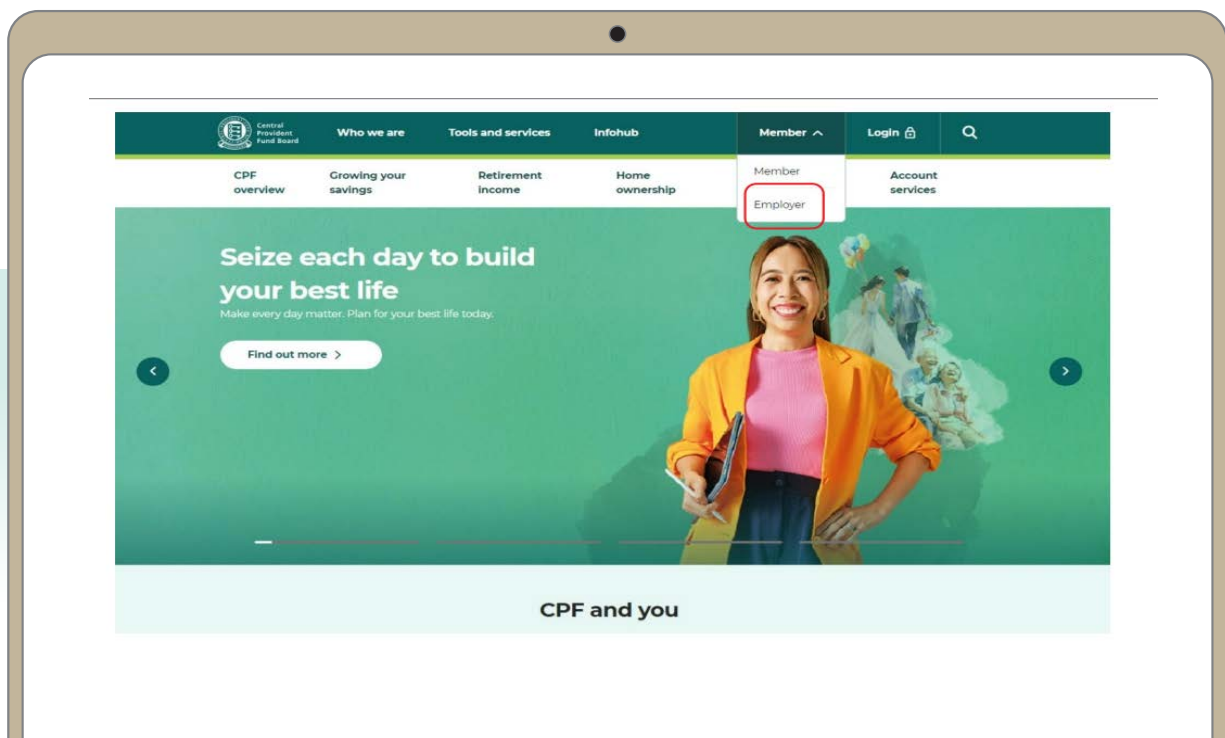 Central
Provident
Fund Board
Who we are
Tools and services
Infohub
Member
Login
CPF
overview
Growing your
savings
Retirement
income
Home
ownership
Member
Employer
Account
services
Seize each day to build
your best life
Make every day matter. Plan for your best life today.
Find out more >
CPF and you